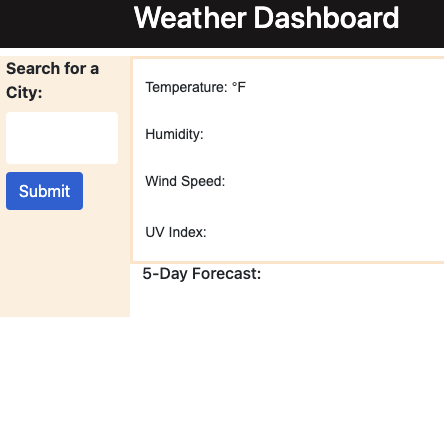 Weather Dashboard
Search for a
City:
Submit
Temperature: °F
Humidity:
Wind Speed:
UV Index:
5-Day Forecast: